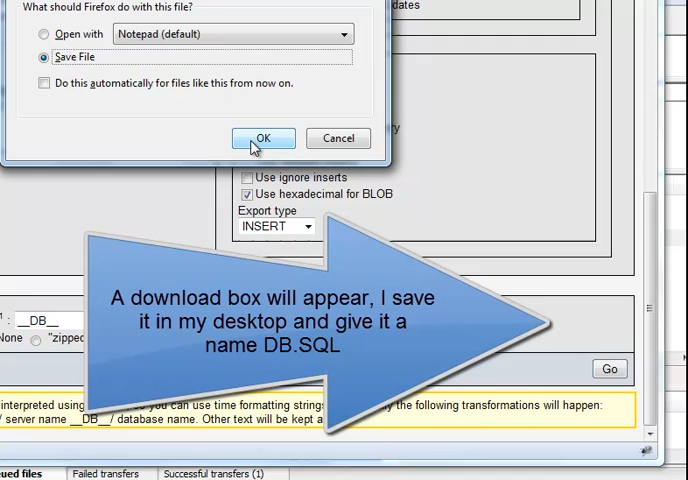 What should Firefox do with this file?
dates
Open with Notepad (default)
Save File
Do this automatically for files like this from now on.
OK Cancel
Use ignore inserts
Use hexadecimal for BLOB
Export type
INSERT
A download box will appear, I save
it in my desktop and give it a
name DB.SQL
: __DB__
None "zipped
Go
interpreted using you can use time formatting strings the following transformations will happen:
/ server name __DB__/ database name. Other text will be kept a
ued files Failed transfers Successful transfers (1)